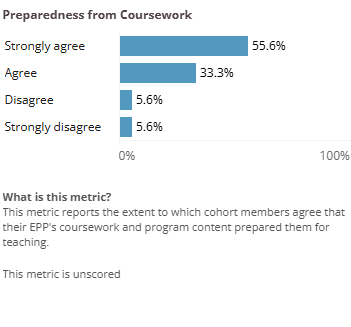 Preparedness from Coursework
Strongly agree 55.6%
Agree 33.3%
Disagree 5.6%
Strongly disagree 5.6%
0% 100%
What is this metric?
This metric reports the extent to which cohort members agree that
their EPP's coursework and program content prepared them for
teaching.
This metric is unscored